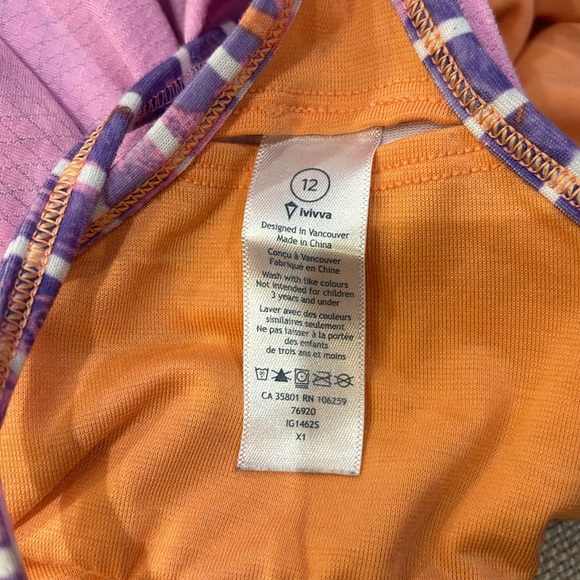 12
ivivva
Designed in Vancouver
Made in China
Conçu à Vancouver
Fabriqué en Chine
Wash with like colours
Not intended for children
3 years and under
Laver avec des couleurs
similaires seulement
Ne pas laisser à la portée
des enfants
de trois ans et moins
CA 35801 RN 106259
76920
IG1462S
X1